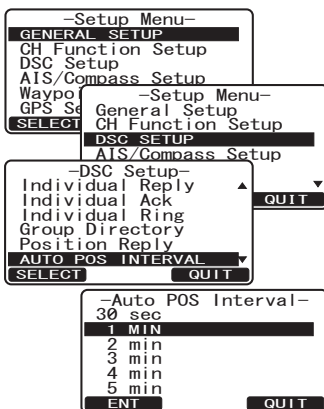 –Setup Menu–
GENERAL SETUP
CH Function Setup
DSC Setup
AIS/Compass Setup
Waypoi
GPS Se
SELECT
–Setup Menu–
General Setup
CH Function Setup
DSC SETUP
AIS/Compass Setup
QUIT
–DSC Setup–
Individual Reply
Individual Ack
Individual Ring
Group Directory
Position Reply
AUTO POS INTERVAL
SELECT QUIT
–Auto POS Interval–
30 sec
1 MIN
2 min
3 min
4 min
5 min
ENT QUIT